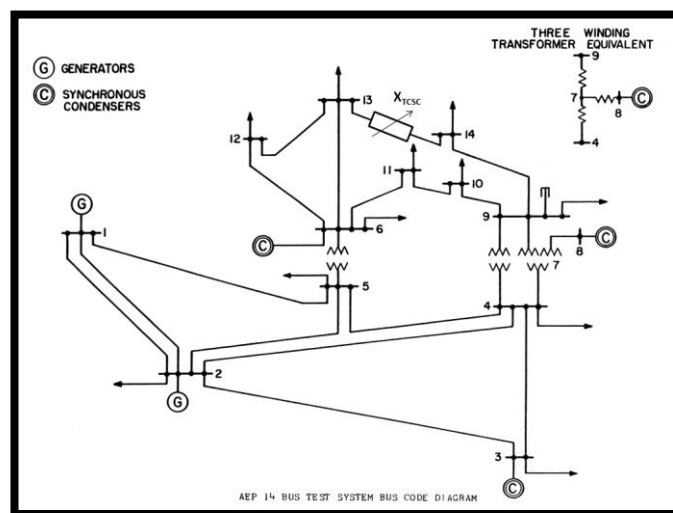 THREE WINDING
TRANSFORMER EQUIVALENT
9
7
C
8
4
G GENERATORS
C SYNCHRONOUS
CONDENSERS
X_TCSC
13
14
12
11
10
G
1
C
6
9
C
8
7
5
4
2
G
3
C
AEP 14 BUS TEST SYSTEM BUS CODE DIAGRAM